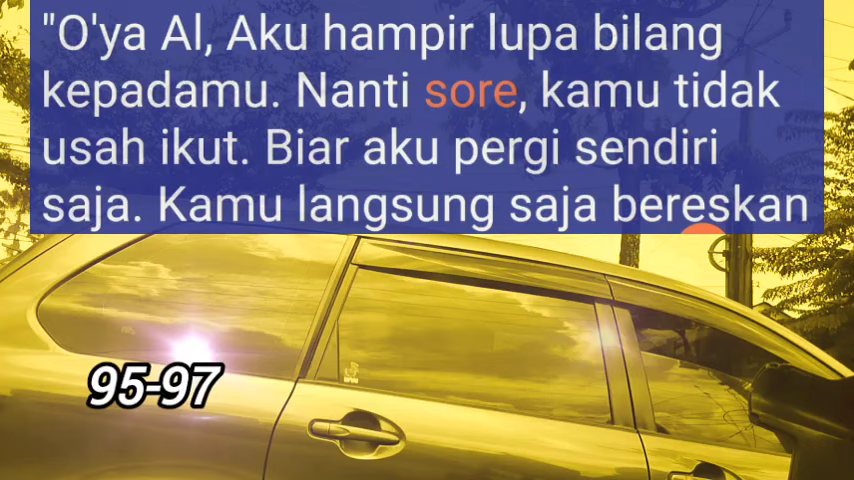 "O'ya Al, Aku hampir lupa bilang
kepadamu. Nanti sore, kamu tidak
usah ikut. Biar aku pergi sendiri
saja. Kamu langsung saja bereskan
95-97